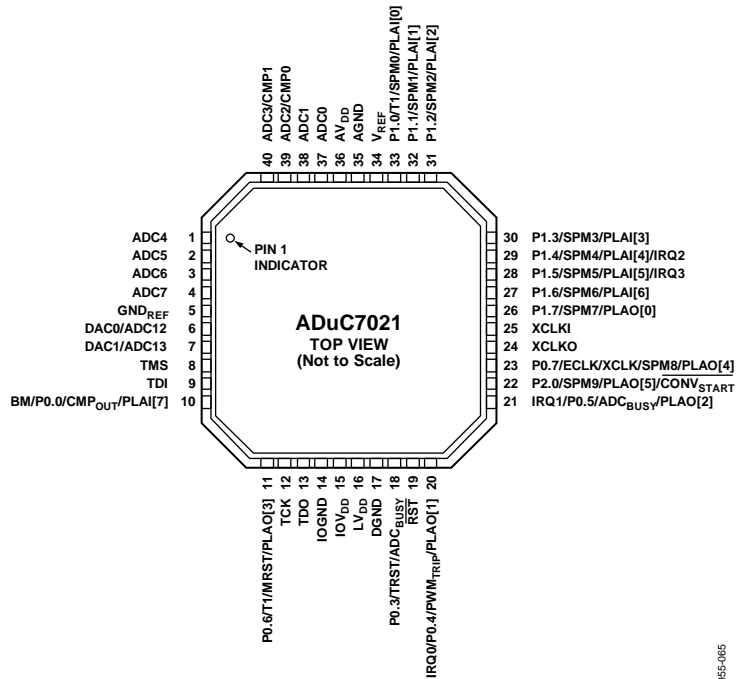 40 ADC3/CMP1
39 ADC2/CMP0
38 ADC1
37 ADC0
36 AVDD
35 AGND
34 VREF
33 P1.0/T1/SPM0/PLAI[0]
32 P1.1/SPM1/PLAI[1]
31 P1.2/SPM2/PLAI[2]
ADC4 1
ADC5 2
ADC6 3
ADC7 4
GNDREF 5
DAC0/ADC12 6
DAC1/ADC13 7
TMS 8
TDI 9
BM/P0.0/CMPOUT/PLAI[7] 10
PIN 1
INDICATOR
ADuC7021
TOP VIEW
(Not to Scale)
30 P1.3/SPM3/PLAI[3]
29 P1.4/SPM4/PLAI[4]/IRQ2
28 P1.5/SPM5/PLAI[5]/IRQ3
27 P1.6/SPM6/PLAI[6]
26 P1.7/SPM7/PLAO[0]
25 XCLKI
24 XCLKO
23 P0.7/ECLK/XCLK/SPM8/PLAO[4]
22 P2.0/SPM9/PLAO[5]/CONVSTART
21 IRQ1/P0.5/ADCBUSY/PLAO[2]
P0.6/T1/MRST/PLAO[3] 11
TCK 12
TDO 13
IOGND 14
IOVDD 15
LVDD 16
DGND 17
P0.3/TRST/ADCBUSY 18
RST 19
IRQ0/P0.4/PWMTRIP/PLAO[1] 20
955-065